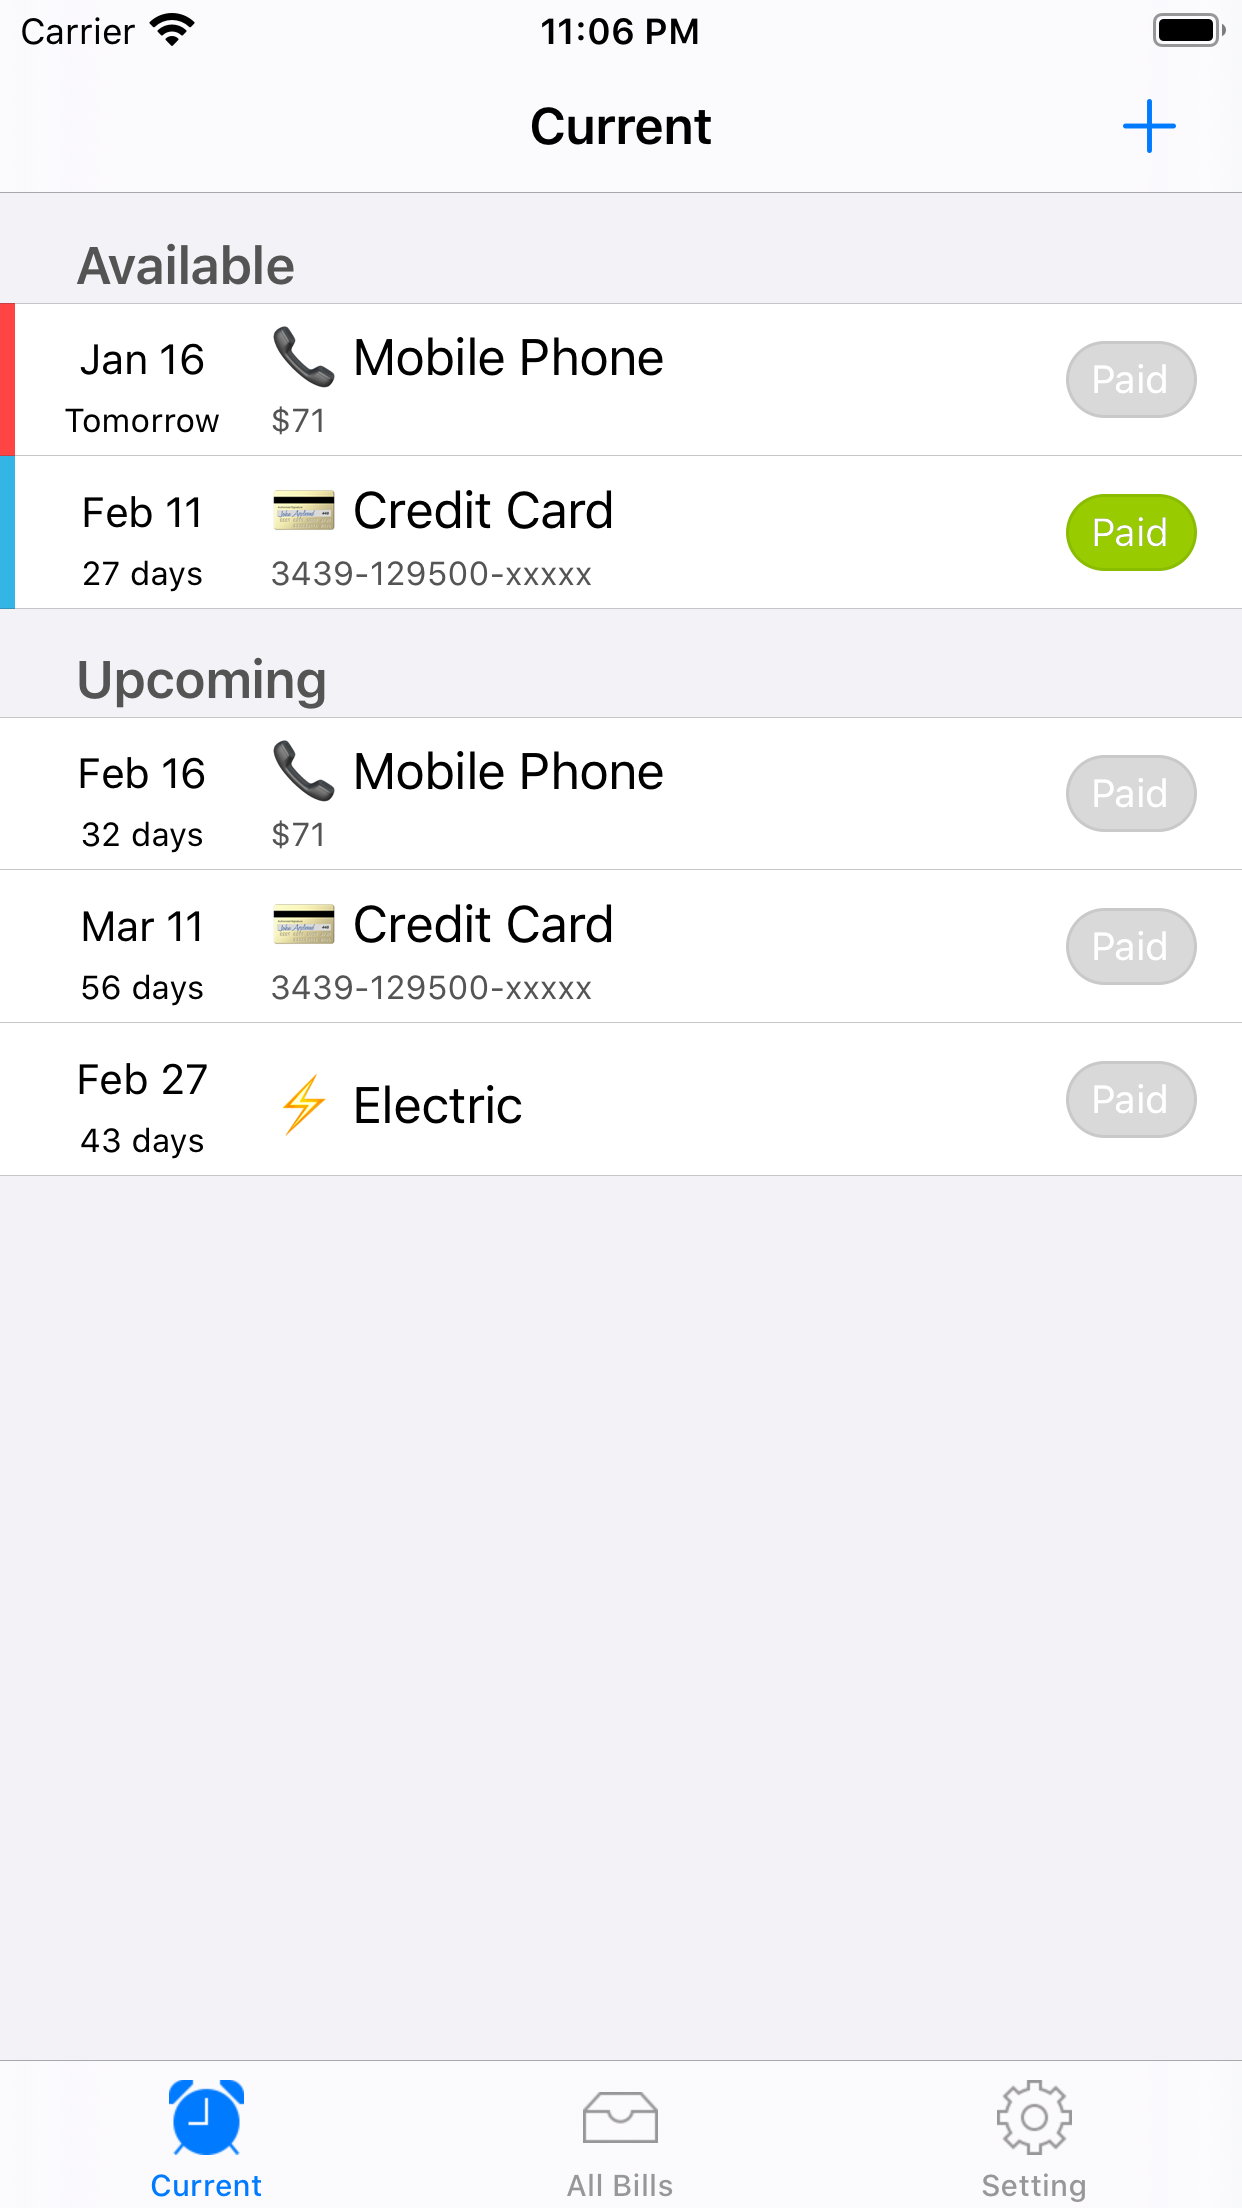 Carrier 11:06 PM
Current
Available
Jan 16 Mobile Phone Paid
Tomorrow $71
Feb 11 Credit Card Paid
27 days 3439-129500-xxxxx
Upcoming
Feb 16 Mobile Phone Paid
32 days $71
Mar 11 Credit Card Paid
56 days 3439-129500-xxxxx
Feb 27 Electric Paid
43 days
Current All Bills Setting